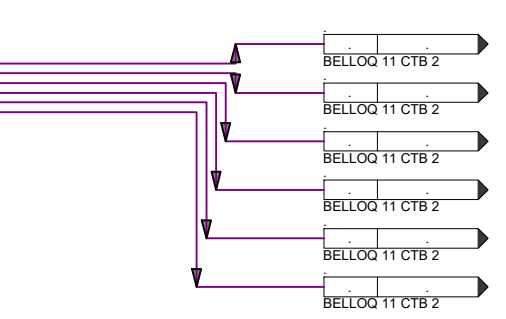 .
. .
BELLOQ 11 CTB 2
.
. .
BELLOQ 11 CTB 2
.
. .
BELLOQ 11 CTB 2
.
. .
BELLOQ 11 CTB 2
.
. .
BELLOQ 11 CTB 2
.
. .
BELLOQ 11 CTB 2